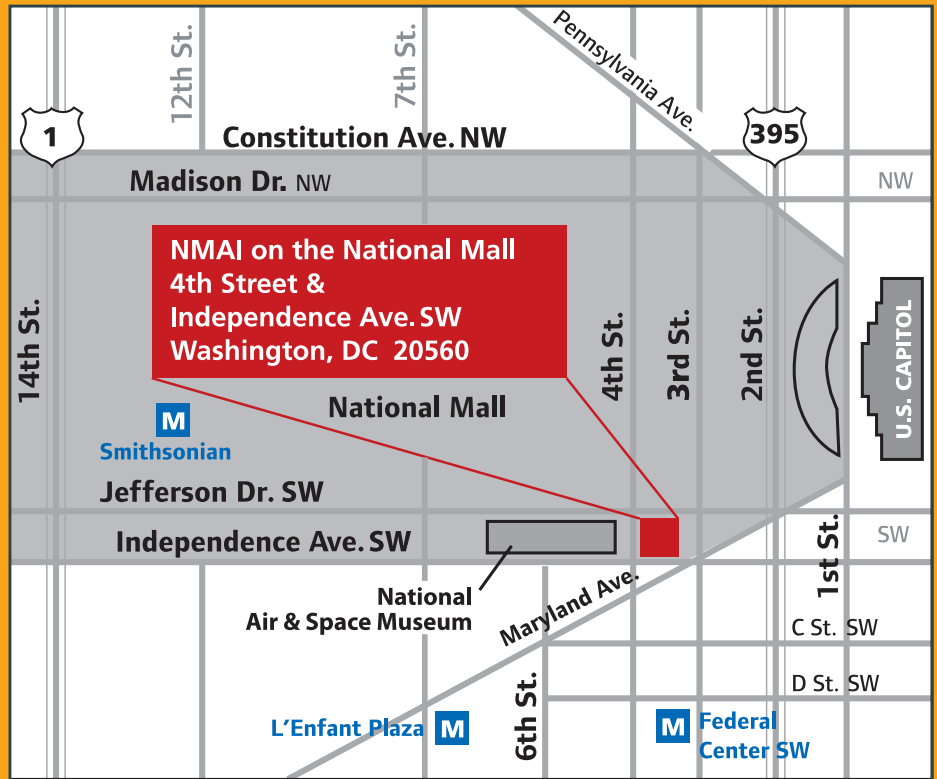 12th St.
7th St.
Pennsylvania Ave.
1
395
Constitution Ave. NW
Madison Dr. NW
NW
NMAI on the National Mall
4th Street &
Independence Ave. SW
Washington, DC 20560
14th St.
4th St.
3rd St.
2nd St.
U.S. CAPITOL
National Mall
M
Smithsonian
Jefferson Dr. SW
Independence Ave. SW
SW
1st St.
National
Air & Space Museum
Maryland Ave.
C St. SW
D St. SW
6th St.
L'Enfant Plaza M
M Federal
Center SW